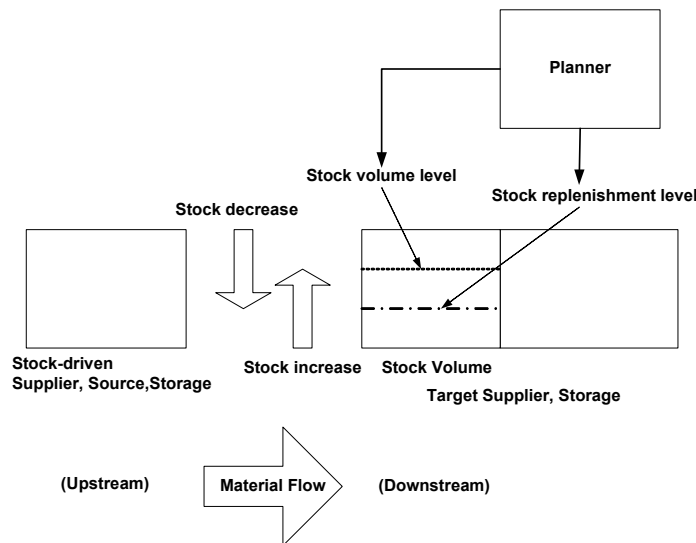 Planner
Stock volume level
Stock replenishment level
Stock decrease
Stock-driven
Supplier, Source,Storage
Stock increase
Stock Volume
Target Supplier, Storage
(Upstream)
Material Flow
(Downstream)